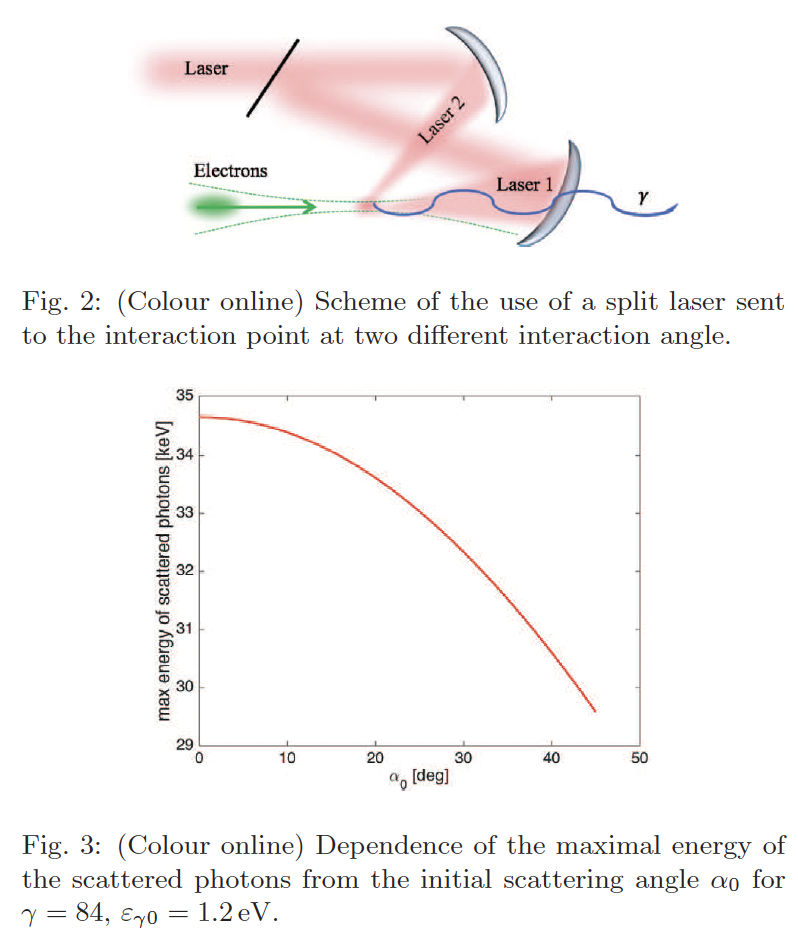 Laser
Laser 2
Electrons
Laser 1
γ
Fig. 2: (Colour online) Scheme of the use of a split laser sent
to the interaction point at two different interaction angle.
35
34
33
32
31
30
29
max energy of scattered photons [keV]
0 10 20 30 40 50
α₀ [deg]
Fig. 3: (Colour online) Dependence of the maximal energy of
the scattered photons from the initial scattering angle α₀ for
γ = 84, εγ₀ = 1.2 eV.